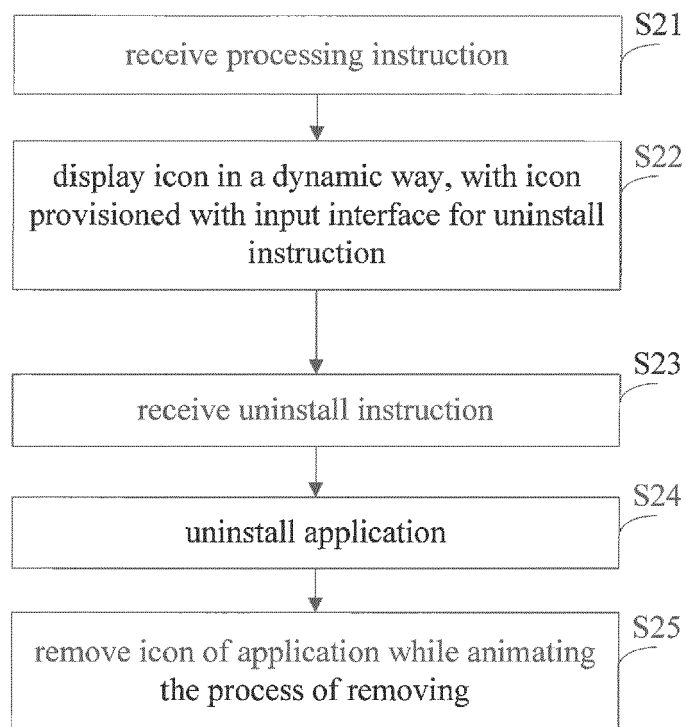 S21
receive processing instruction
S22
display icon in a dynamic way, with icon
provisioned with input interface for uninstall
instruction
S23
receive uninstall instruction
S24
uninstall application
S25
remove icon of application while animating
the process of removing